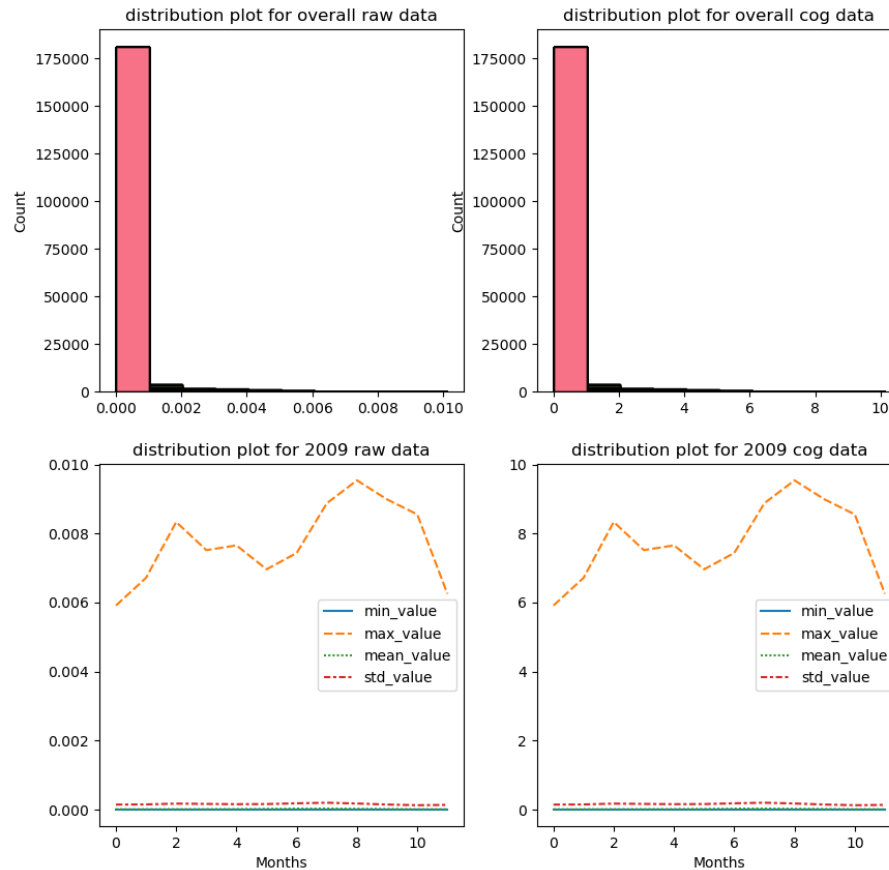 distribution plot for overall raw data
Count
175000
150000
125000
100000
75000
50000
25000
0
0.000 0.002 0.004 0.006 0.008 0.010
distribution plot for overall cog data
Count
175000
150000
125000
100000
75000
50000
25000
0
0 2 4 6 8 10
distribution plot for 2009 raw data
0.010
0.008
0.006
0.004
0.002
0.000
min_value
max_value
mean_value
std_value
0 2 4 6 8 10
Months
distribution plot for 2009 cog data
10
8
6
4
2
0
min_value
max_value
mean_value
std_value
0 2 4 6 8 10
Months